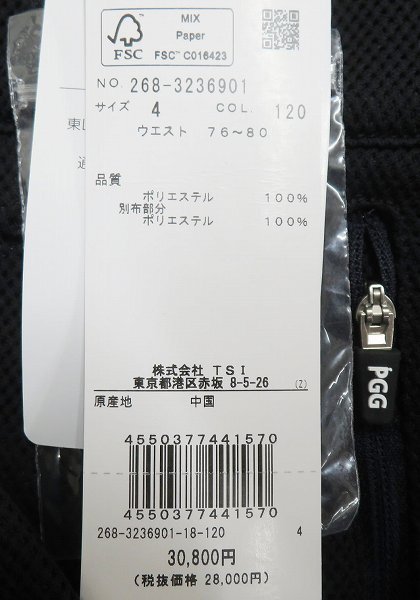 MIX
Paper
FSC
FSC™ C016423
NO. 268-3236901
サイズ 4 COL. 120
ウエスト 76~80
品質
ポリエステル 100%
別布部分
ポリエステル 100%
株式会社 TSI
東京都港区赤坂 8-5-26 (Z)
原産地 中国
4550377441570
4550377441570
268-3236901-18-120 4
30,800円
(税抜価格 28,000円)
PGG